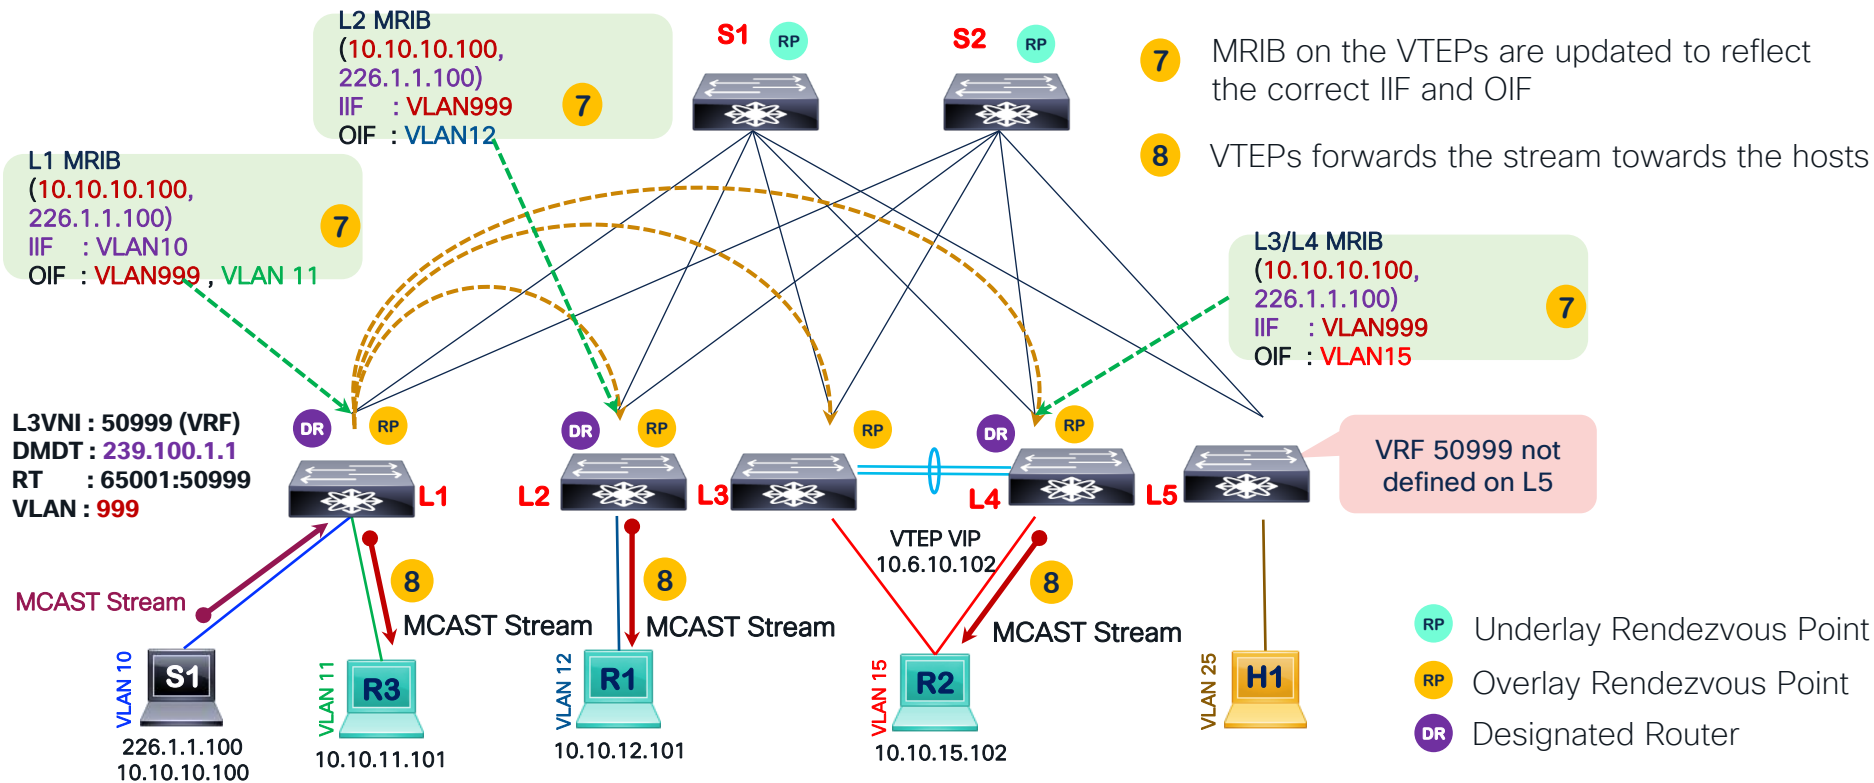 L2 MRIB
(10.10.10.100,
226.1.1.100)
IIF : VLAN999
OIF : VLAN12
7
S1
RP
S2
RP
7 MRIB on the VTEPs are updated to reflect
the correct IIF and OIF
8 VTEPs forwards the stream towards the hosts
L1 MRIB
(10.10.10.100,
226.1.1.100)
IIF : VLAN10
OIF : VLAN999 , VLAN 11
7
L3/L4 MRIB
(10.10.10.100,
226.1.1.100)
IIF : VLAN999
OIF : VLAN15
7
L3VNI : 50999 (VRF)
DMDT : 239.100.1.1
RT : 65001:50999
VLAN : 999
DR
RP
DR
RP
RP
DR
RP
L1
L2
L3
L4
L5
VRF 50999 not
defined on L5
VTEP VIP
10.6.10.102
MCAST Stream
8
MCAST Stream
8
MCAST Stream
8
MCAST Stream
VLAN 10
S1
226.1.1.100
10.10.10.100
VLAN 11
R3
10.10.11.101
VLAN 12
R1
10.10.12.101
VLAN 15
R2
10.10.15.102
VLAN 25
H1
RP Underlay Rendezvous Point
RP Overlay Rendezvous Point
DR Designated Router